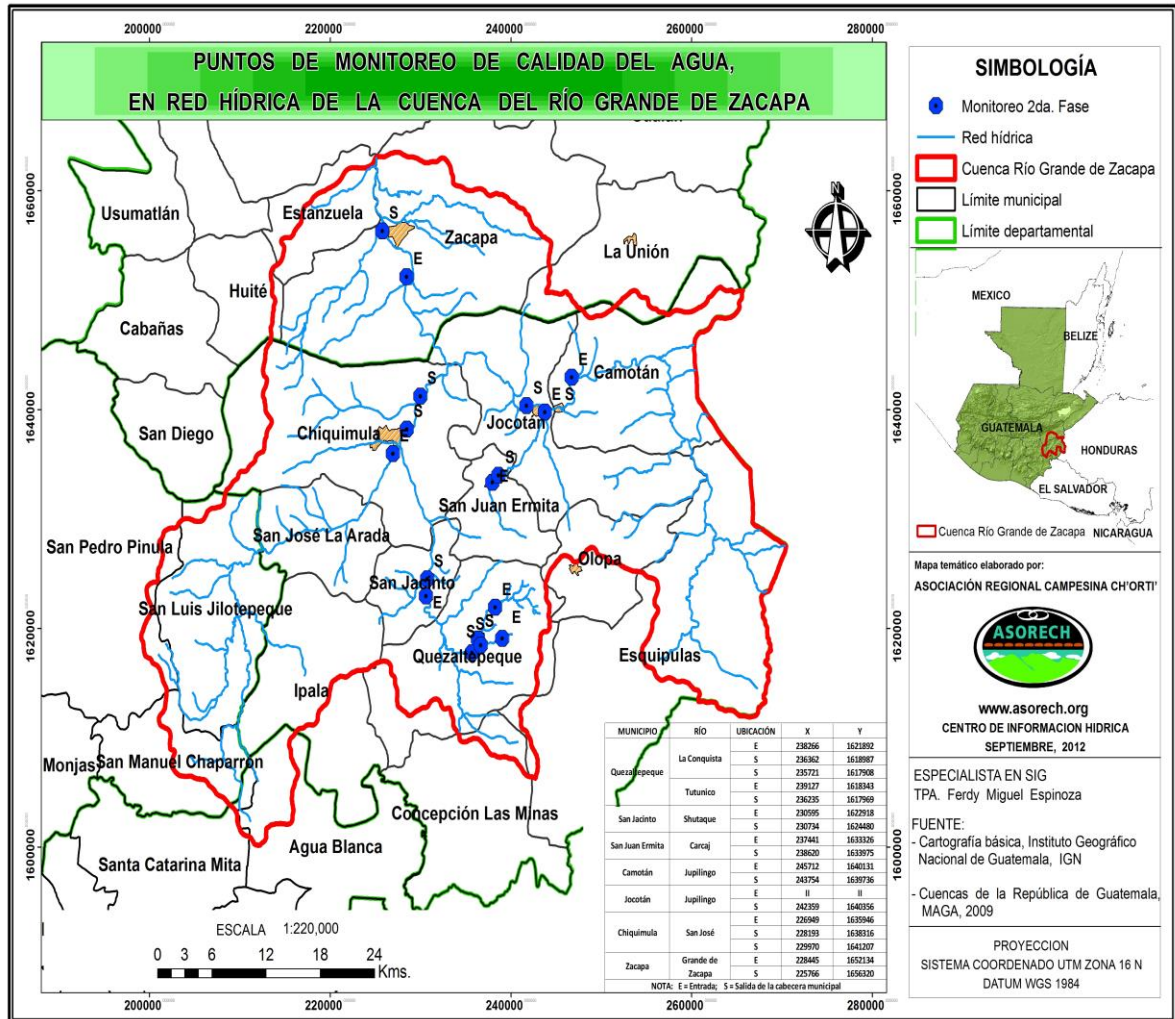 PUNTOS DE MONITOREO DE CALIDAD DEL AGUA,
EN RED HÍDRICA DE LA CUENCA DEL RÍO GRANDE DE ZACAPA
200000 220000 240000 260000 280000
1660000
1640000
1620000
1600000
N
Usumatlán
Estanzuela
S
Zacapa
La Unión
E
Huité
Cabañas
S
E
Camotán
San Diego
S
S
E S
Chiquimula
E
Jocotán
S
E
San Juan Ermita
San Pedro Pinula
San José La Arada
Olopa
S
San Jacinto
E
E
San Luis Jilotepeque
S S S
E
Quezaltepeque
Esquipulas
Ipala
Monjas
San Manuel Chaparrón
Concepción Las Minas
Santa Catarina Mita
Agua Blanca
ESCALA 1:220,000
0 3 6 12 18 24
Kms.
1660000
1640000
1620000
1600000
200000 220000 240000 260000 280000
MUNICIPIO RÍO UBICACIÓN X Y
Quezaltepeque La Conquista E 238266 1621892
S 236362 1618987
S 235721 1617908
Tutunico E 239127 1618343
S 236235 1617969
San Jacinto Shutaque E 230595 1622918
S 230734 1624480
San Juan Ermita Carcaj E 237441 1633326
S 238620 1633975
Camotán Jupilingo E 245712 1640131
S 243754 1639736
Jocotán Jupilingo E II II
S 242359 1640356
Chiquimula San José E 226949 1635946
S 228193 1638316
S 229970 1641207
Zacapa Grande de Zacapa E 228445 1652134
S 225766 1656320
NOTA: E = Entrada; S = Salida de la cabecera municipal
SIMBOLOGÍA
Monitoreo 2da. Fase
Red hídrica
Cuenca Río Grande de Zacapa
Límite municipal
Límite departamental
MEXICO
BELIZE
GUATEMALA
HONDURAS
EL SALVADOR
NICARAGUA
Cuenca Río Grande de Zacapa
Mapa temático elaborado por:
ASOCIACIÓN REGIONAL CAMPESINA CH'ORTI'
ASORECH
www.asorech.org
CENTRO DE INFORMACION HIDRICA
SEPTIEMBRE, 2012
ESPECIALISTA EN SIG
TPA. Ferdy Miguel Espinoza
FUENTE:
- Cartografía básica, Instituto Geográfico
Nacional de Guatemala, IGN
- Cuencas de la República de Guatemala,
MAGA, 2009
PROYECCION
SISTEMA COORDENADO UTM ZONA 16 N
DATUM WGS 1984